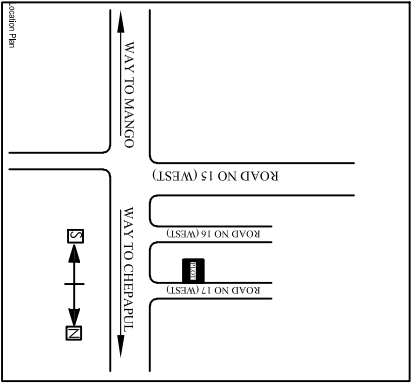 Location Plan
WAY TO MANGO
ROAD NO 15 (WEST)
WAY TO CHEPAPUL
S
ROAD NO 16 (WEST)
PLOT
ROAD NO 17 (WEST)
N